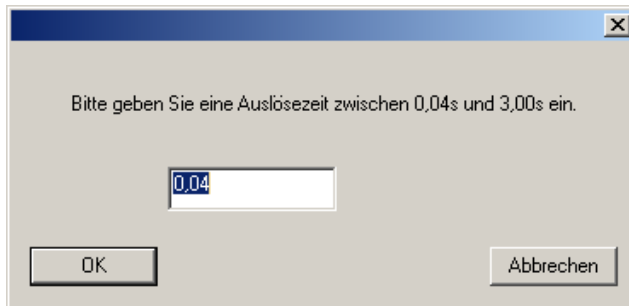 Bitte geben Sie eine Auslösezeit zwischen 0,04s und 3,00s ein.
0,04
OK
Abbrechen